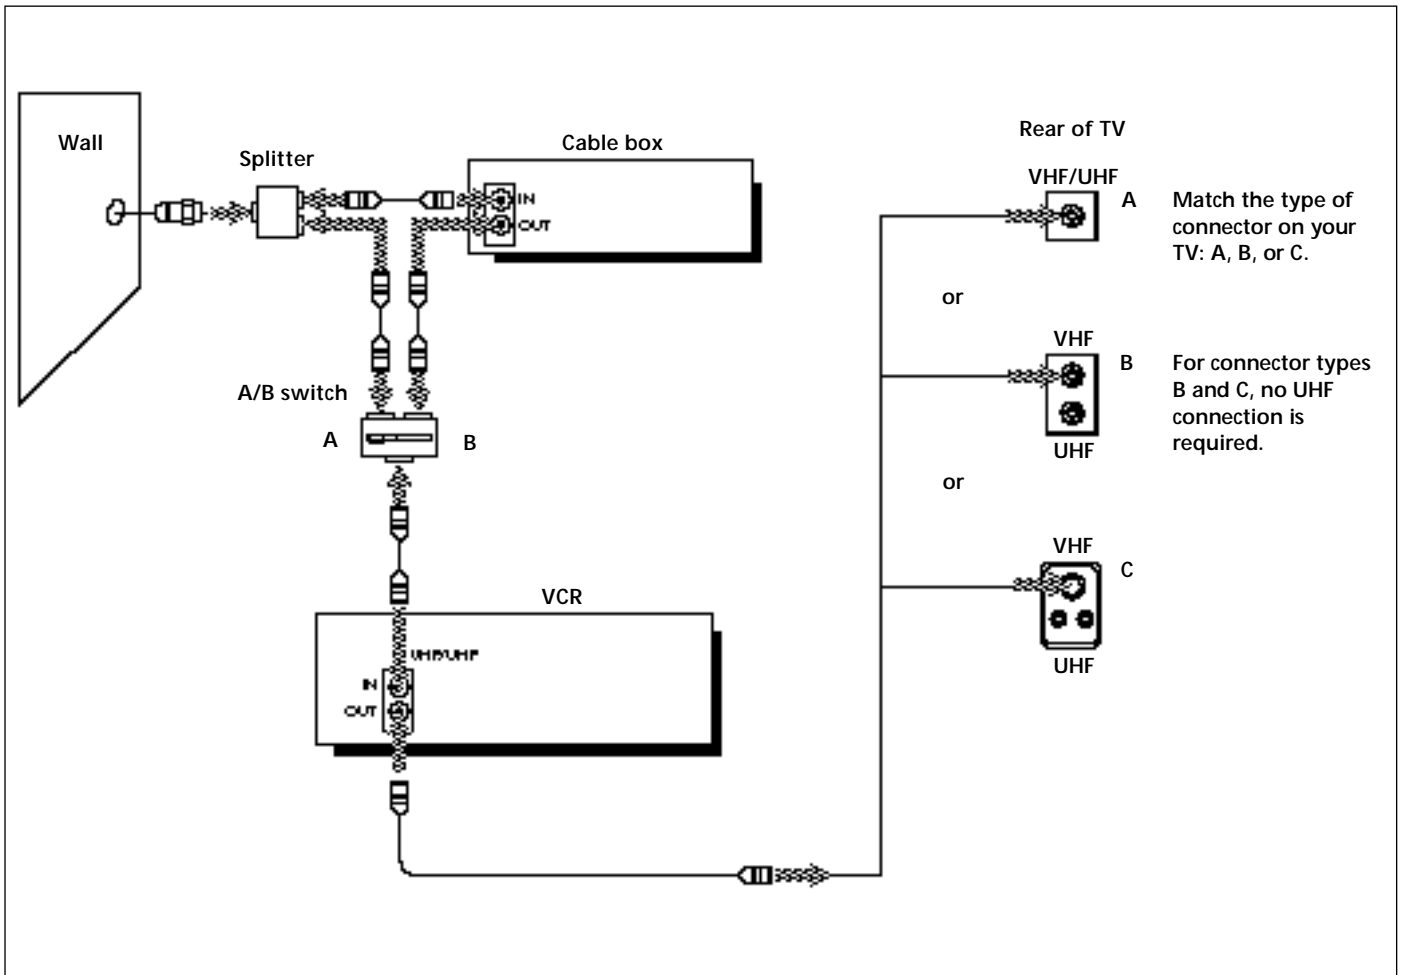 Wall
Splitter
Cable box
IN
OUT
A/B switch
A
B
VCR
VHF/UHF
IN
OUT
Rear of TV
VHF/UHF
A
Match the type of
connector on your
TV: A, B, or C.
or
VHF
B
UHF
For connector types
B and C, no UHF
connection is
required.
or
VHF
C
UHF